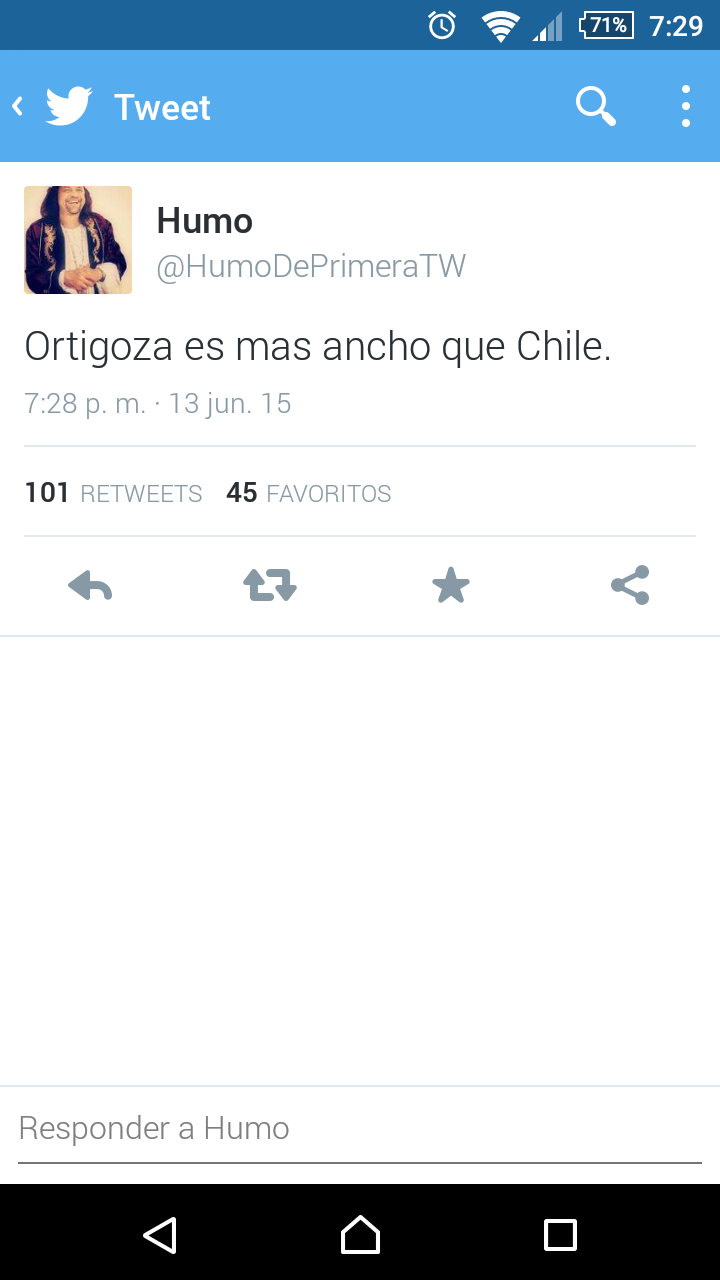 71% 7:29
Tweet
Humo
@HumoDePrimeraTW
Ortigoza es mas ancho que Chile.
7:28 p. m. · 13 jun. 15
101 RETWEETS 45 FAVORITOS
Responder a Humo